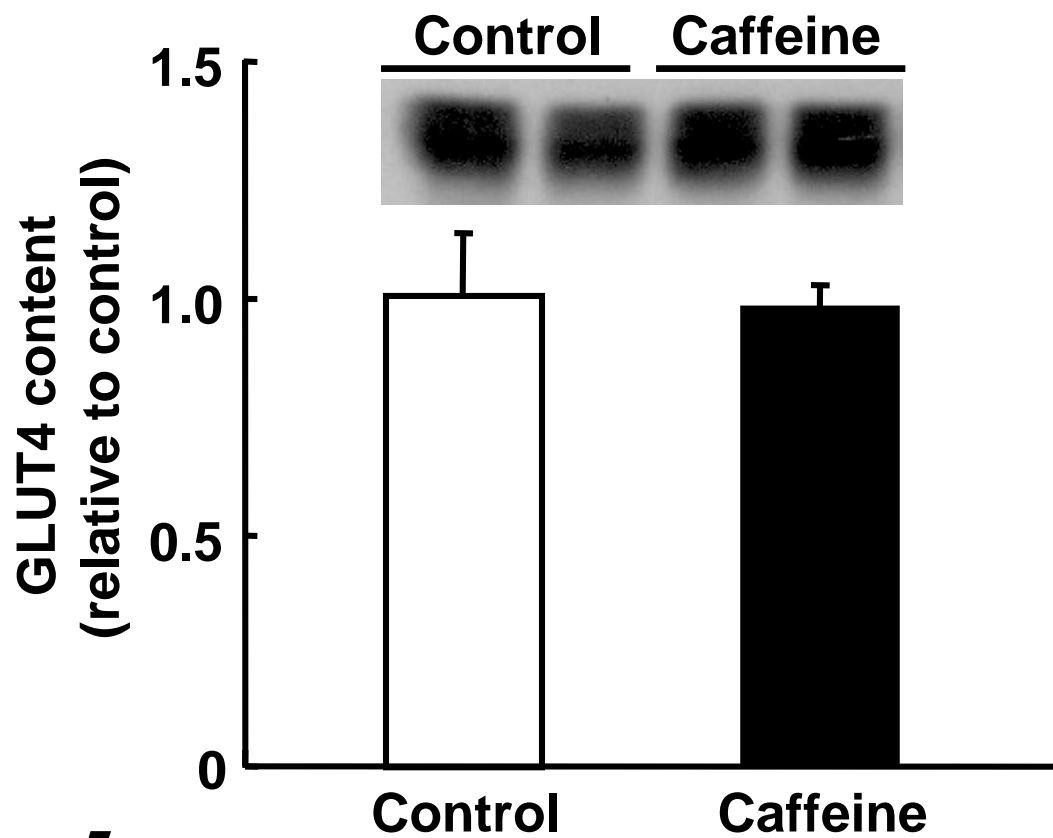 Control Caffeine
1.5
1.0
0.5
0
GLUT4 content
(relative to control)
Control Caffeine